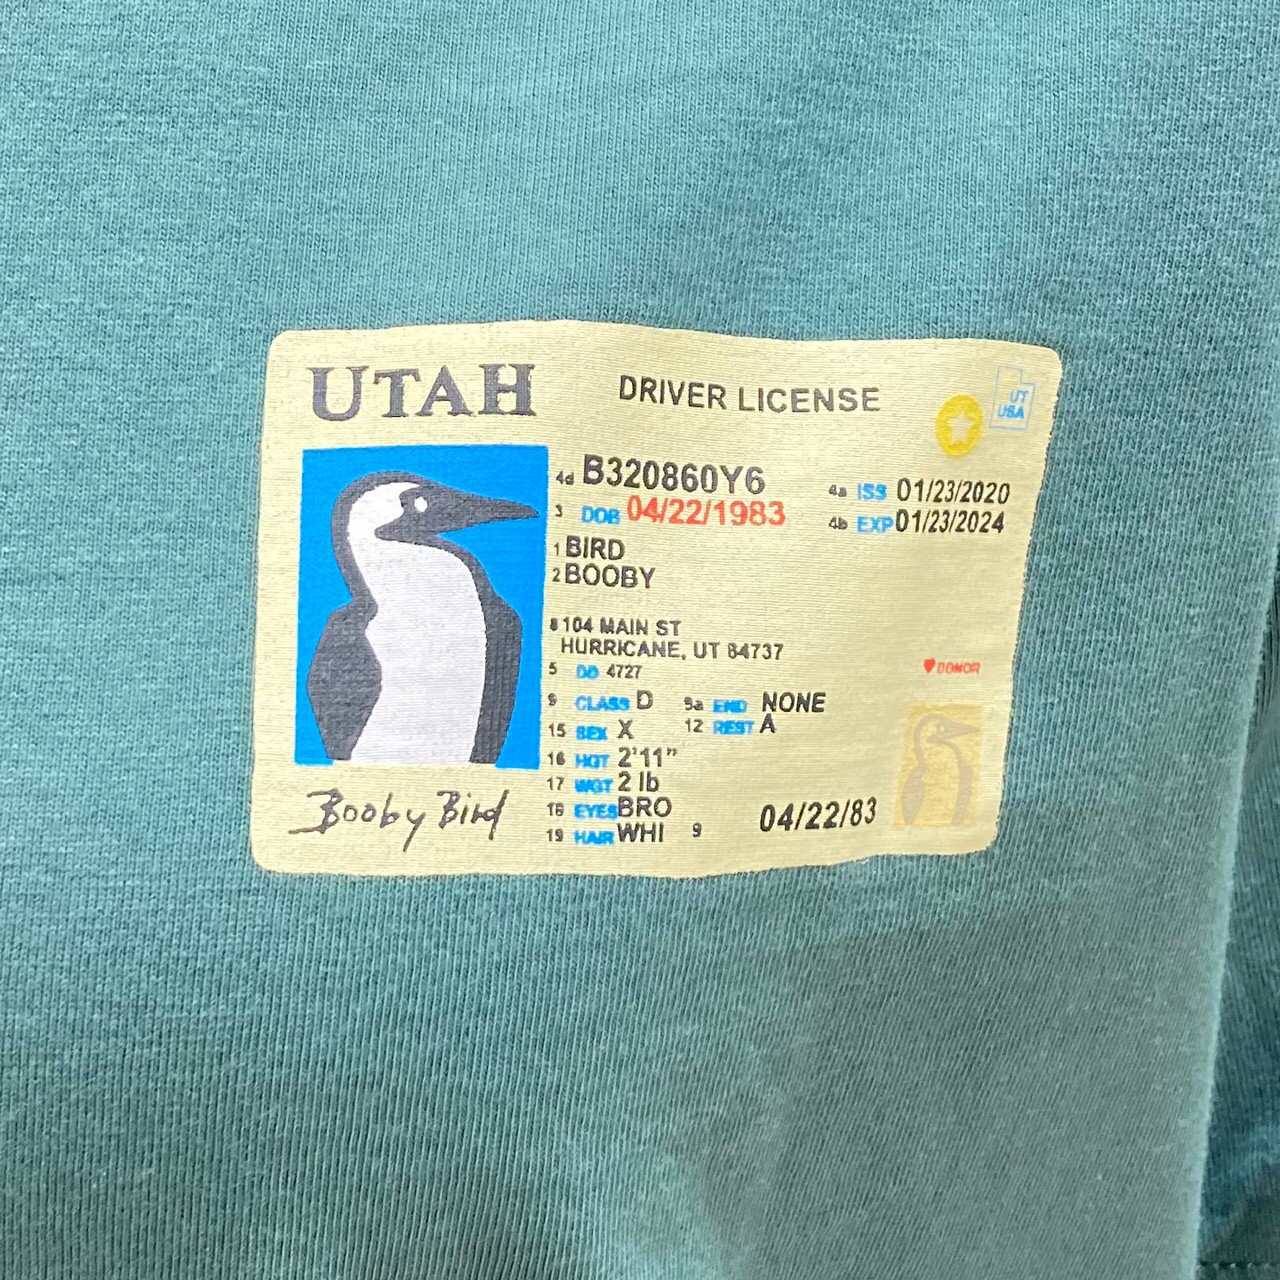 UTAH
DRIVER LICENSE
UT
USA
4d B320860Y6
4a ISS 01/23/2020
3 DOB 04/22/1983
4b EXP 01/23/2024
1 BIRD
2 BOOBY
8 104 MAIN ST
HURRICANE, UT 84737
5 DD 4727
DONOR
9 CLASS D 9a END NONE
15 SEX X 12 REST A
16 HGT 2'11"
17 WGT 2 lb
18 EYES BRO
19 HAIR WHI 9
04/22/83
Booby Bird